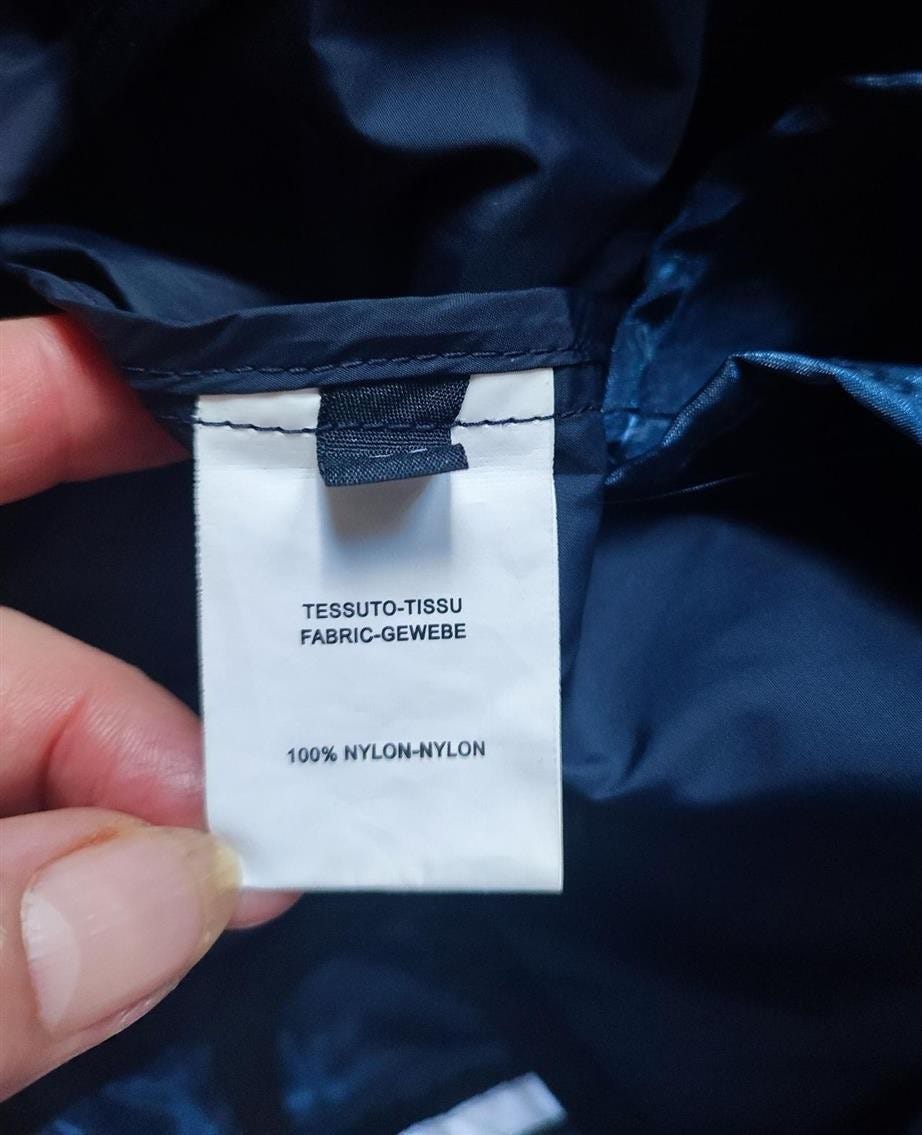 TESSUTO-TISSU
FABRIC-GEWEBE
100% NYLON-NYLON